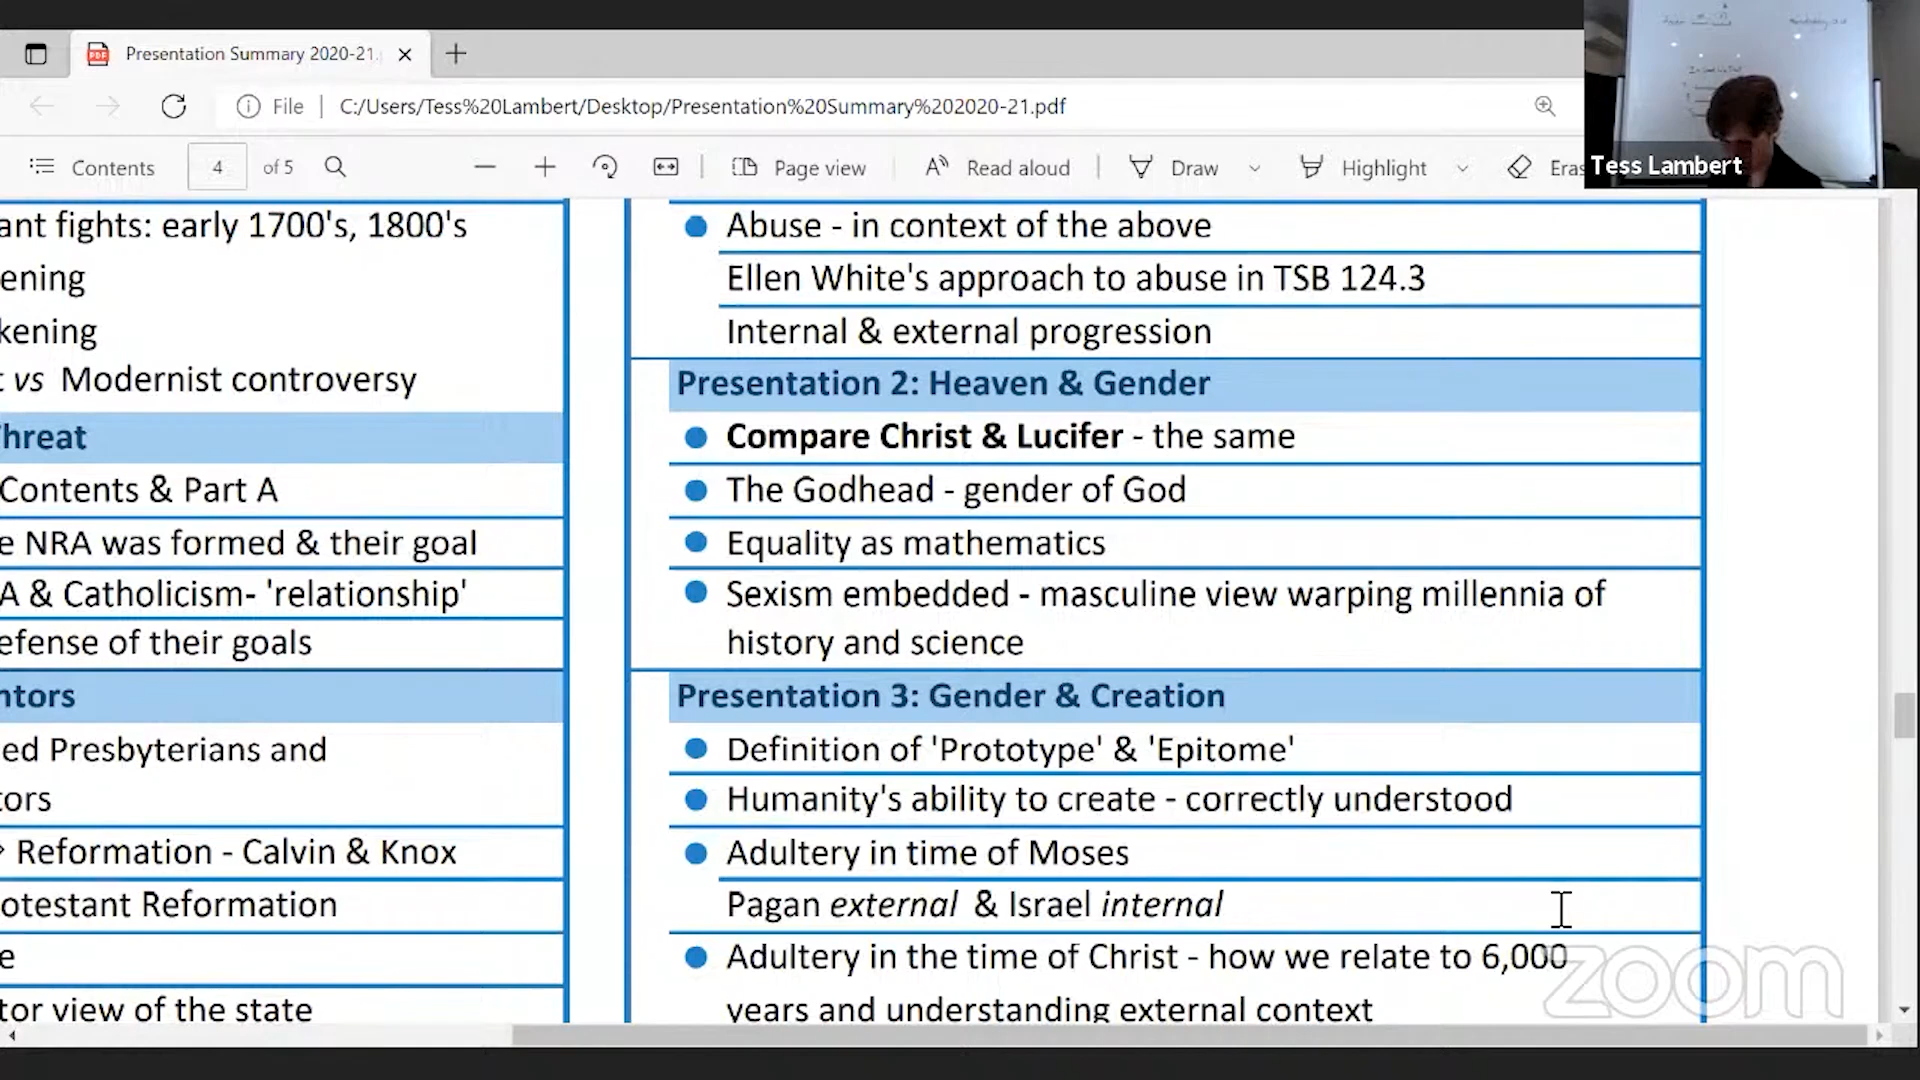 Presentation Summary 2020-21.
File
C:/Users/Tess%20Lambert/Desktop/Presentation%20Summary%202020-21.pdf
Contents
4
of 5
Page view
Read aloud
Draw
Highlight
Eras
Tess Lambert
ant fights: early 1700's, 1800's
ening
kening
t vs Modernist controversy
Threat
Contents & Part A
e NRA was formed & their goal
A & Catholicism- 'relationship'
efense of their goals
ntors
ed Presbyterians and
tors
Reformation - Calvin & Knox
otestant Reformation
e
tor view of the state
Abuse - in context of the above
Ellen White's approach to abuse in TSB 124.3
Internal & external progression
Presentation 2: Heaven & Gender
Compare Christ & Lucifer - the same
The Godhead - gender of God
Equality as mathematics
Sexism embedded - masculine view warping millennia of
history and science
Presentation 3: Gender & Creation
Definition of 'Prototype' & 'Epitome'
Humanity's ability to create - correctly understood
Adultery in time of Moses
Pagan external & Israel internal
Adultery in the time of Christ - how we relate to 6,000
years and understanding external context
zoom